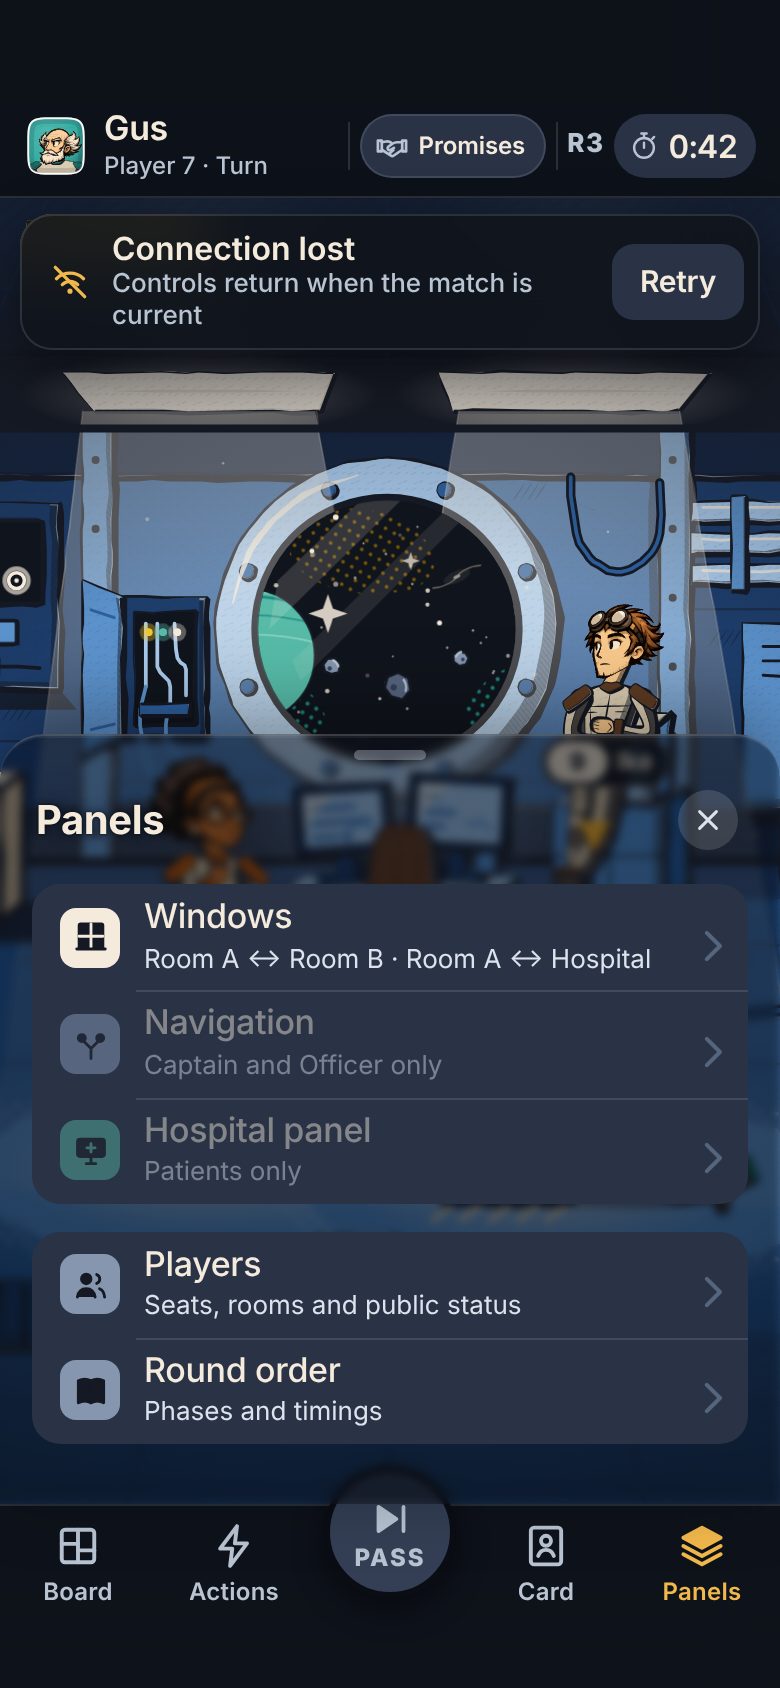 Gus
Player 7 · Turn
Promises
R3
0:42
Connection lost
Controls return when the match is
current
Retry
Panels
Windows
Room A ↔ Room B · Room A ↔ Hospital
Navigation
Captain and Officer only
Hospital panel
Patients only
Players
Seats, rooms and public status
Round order
Phases and timings
PASS
Board
Actions
Card
Panels